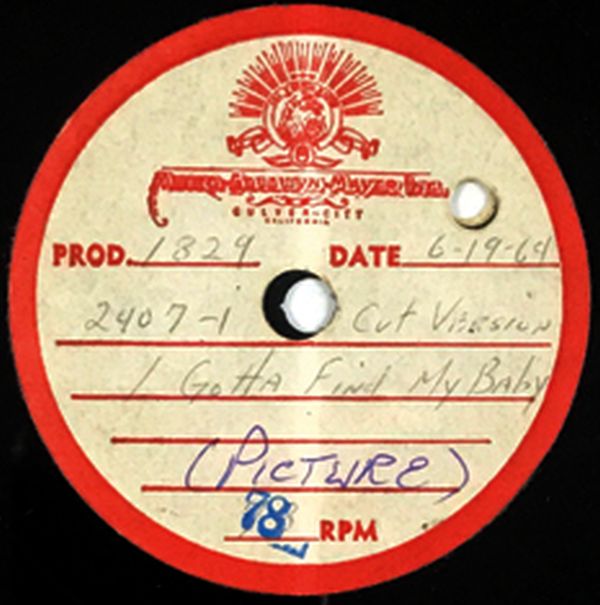 Metro-Goldwyn-Mayer Inc.
CULVER-CITY
CALIFORNIA
PROD. 1829 DATE 6-19-64
2407-1 Cut VERSION
I GottA Find My BAby
(PICTURE)
78 RPM